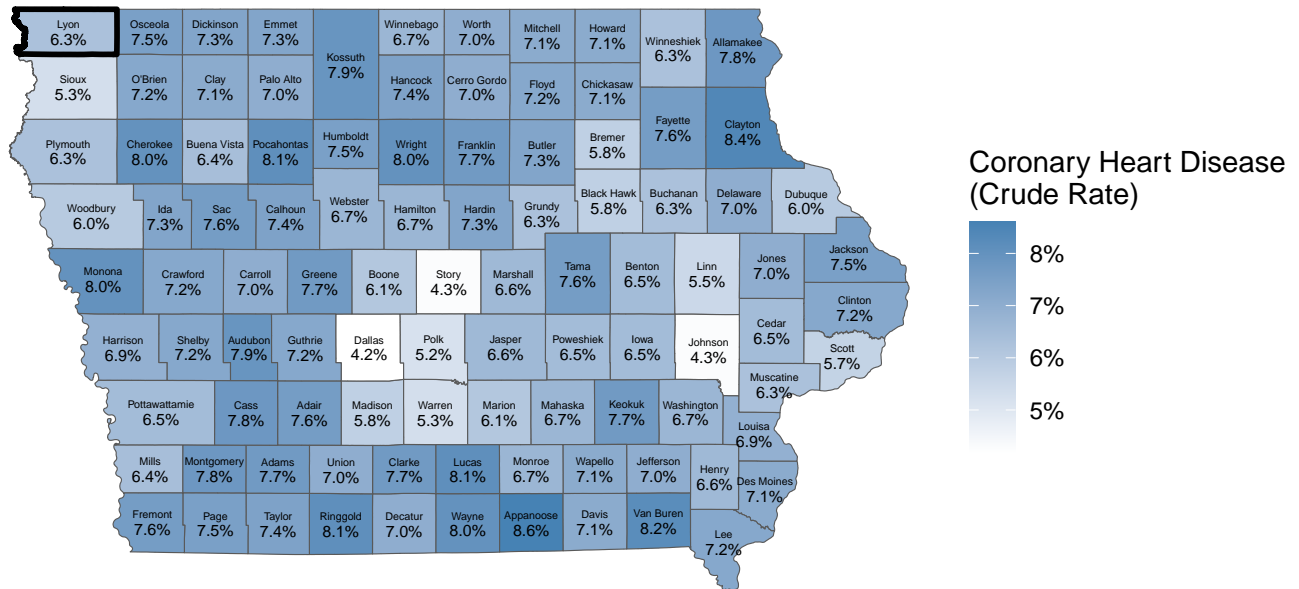 Lyon
6.3%
Osceola
7.5%
Dickinson
7.3%
Emmet
7.3%
Kossuth
7.9%
Winnebago
6.7%
Worth
7.0%
Mitchell
7.1%
Howard
7.1%
Winneshiek
6.3%
Allamakee
7.8%
Sioux
5.3%
O'Brien
7.2%
Clay
7.1%
Palo Alto
7.0%
Hancock
7.4%
Cerro Gordo
7.0%
Floyd
7.2%
Chickasaw
7.1%
Fayette
7.6%
Clayton
8.4%
Plymouth
6.3%
Cherokee
8.0%
Buena Vista
6.4%
Pocahontas
8.1%
Humboldt
7.5%
Wright
8.0%
Franklin
7.7%
Butler
7.3%
Bremer
5.8%
Woodbury
6.0%
Ida
7.3%
Sac
7.6%
Calhoun
7.4%
Webster
6.7%
Hamilton
6.7%
Hardin
7.3%
Grundy
6.3%
Black Hawk
5.8%
Buchanan
6.3%
Delaware
7.0%
Dubuque
6.0%
Monona
8.0%
Crawford
7.2%
Carroll
7.0%
Greene
7.7%
Boone
6.1%
Story
4.3%
Marshall
6.6%
Tama
7.6%
Benton
6.5%
Linn
5.5%
Jones
7.0%
Jackson
7.5%
Clinton
7.2%
Harrison
6.9%
Shelby
7.2%
Audubon
7.9%
Guthrie
7.2%
Dallas
4.2%
Polk
5.2%
Jasper
6.6%
Poweshiek
6.5%
Iowa
6.5%
Johnson
4.3%
Cedar
6.5%
Scott
5.7%
Muscatine
6.3%
Pottawattamie
6.5%
Cass
7.8%
Adair
7.6%
Madison
5.8%
Warren
5.3%
Marion
6.1%
Mahaska
6.7%
Keokuk
7.7%
Washington
6.7%
Louisa
6.9%
Mills
6.4%
Montgomery
7.8%
Adams
7.7%
Union
7.0%
Clarke
7.7%
Lucas
8.1%
Monroe
6.7%
Wapello
7.1%
Jefferson
7.0%
Henry
6.6%
Des Moines
7.1%
Fremont
7.6%
Page
7.5%
Taylor
7.4%
Ringgold
8.1%
Decatur
7.0%
Wayne
8.0%
Appanoose
8.6%
Davis
7.1%
Van Buren
8.2%
Lee
7.2%
Coronary Heart Disease
(Crude Rate)
8%
7%
6%
5%